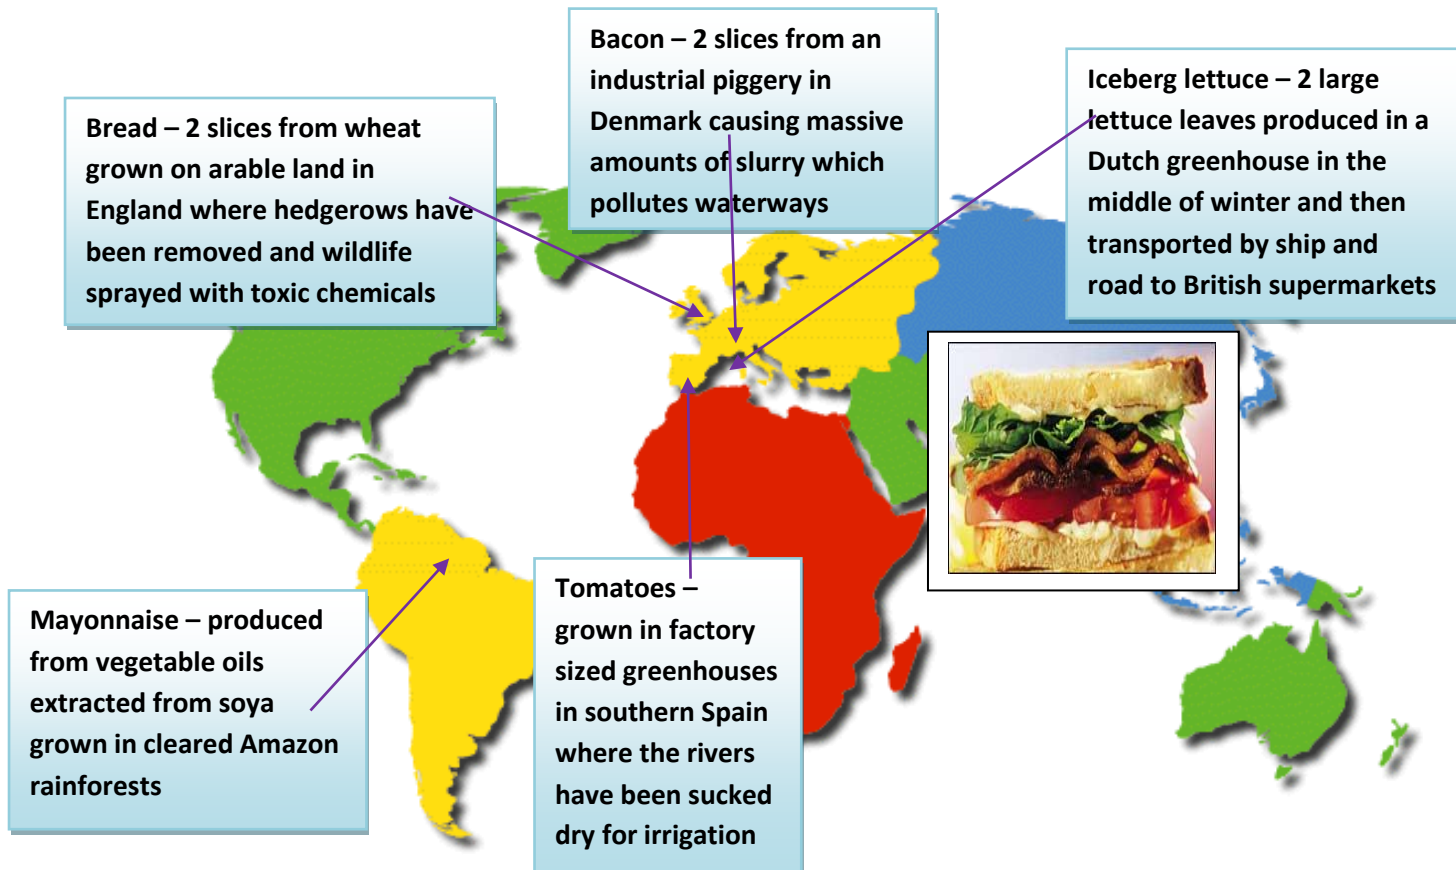 Bacon – 2 slices from an
industrial piggery in
Denmark causing massive
amounts of slurry which
pollutes waterways
Iceberg lettuce – 2 large
lettuce leaves produced in a
Dutch greenhouse in the
middle of winter and then
transported by ship and
road to British supermarkets
Bread – 2 slices from wheat
grown on arable land in
England where hedgerows have
been removed and wildlife
sprayed with toxic chemicals
Mayonnaise – produced
from vegetable oils
extracted from soya
grown in cleared Amazon
rainforests
Tomatoes –
grown in factory
sized greenhouses
in southern Spain
where the rivers
have been sucked
dry for irrigation